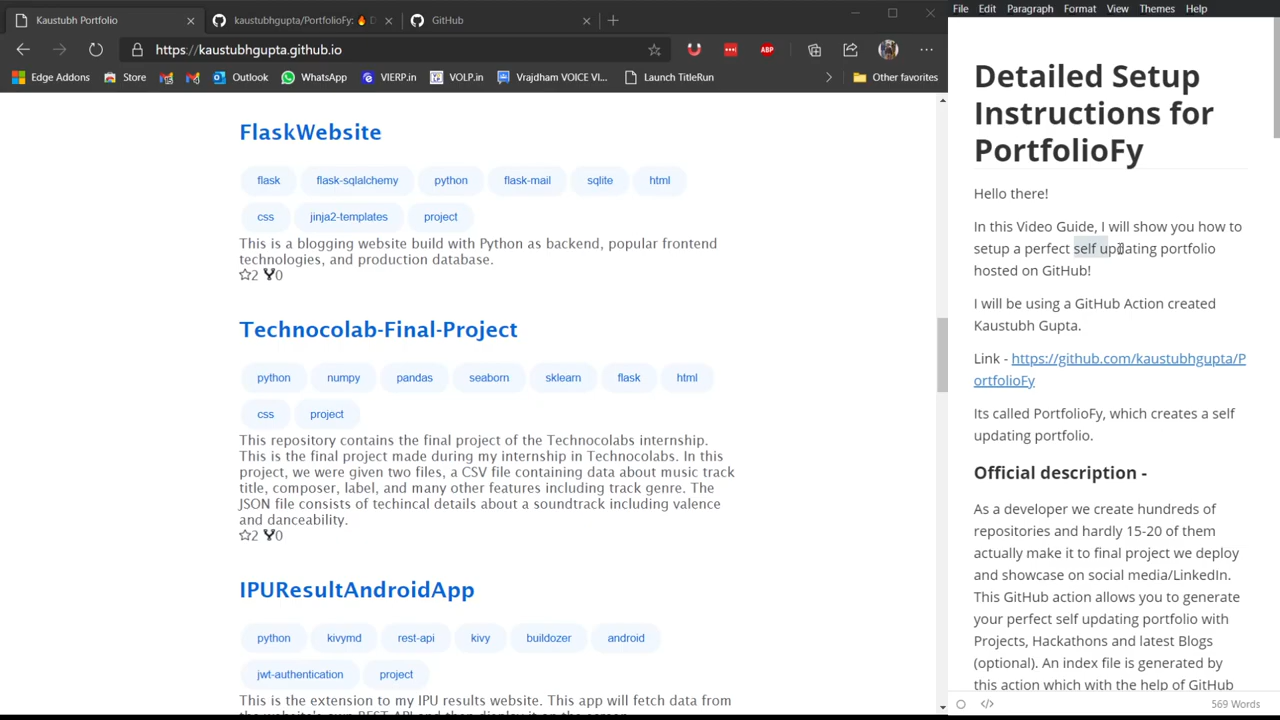 Kaustubh Portfolio
kaustubhgupta/PortfolioFy: 🔥 D
GitHub
https://kaustubhgupta.github.io
ABP
Edge Addons
Store
Outlook
WhatsApp
VIERP.in
VOLP.in
Vrajdham VOICE VI...
Launch TitleRun
Other favorites
FlaskWebsite
flask flask-sqlalchemy python flask-mail sqlite html
css jinja2-templates project
This is a blogging website build with Python as backend, popular frontend
technologies, and production database.
2 0
Technocolab-Final-Project
python numpy pandas seaborn sklearn flask html
css project
This repository contains the final project of the Technocolabs internship.
This is the final project made during my internship in Technocolabs. In this
project, we were given two files, a CSV file containing data about music track
title, composer, label, and many other features including track genre. The
JSON file consists of techincal details about a soundtrack including valence
and danceability.
2 0
IPUResultAndroidApp
python kivymd rest-api kivy buildozer android
jwt-authentication project
This is the extension to my IPU results website. This app will fetch data from
File Edit Paragraph Format View Themes Help
Detailed Setup
Instructions for
PortfolioFy
Hello there!
In this Video Guide, I will show you how to
setup a perfect self updating portfolio
hosted on GitHub!
I will be using a GitHub Action created
Kaustubh Gupta.
Link - https://github.com/kaustubhgupta/P
ortfolioFy
Its called PortfolioFy, which creates a self
updating portfolio.
Official description -
As a developer we create hundreds of
repositories and hardly 15-20 of them
actually make it to final project we deploy
and showcase on social media/LinkedIn.
This GitHub action allows you to generate
your perfect self updating portfolio with
Projects, Hackathons and latest Blogs
(optional). An index file is generated by
this action which with the help of GitHub
569 Words